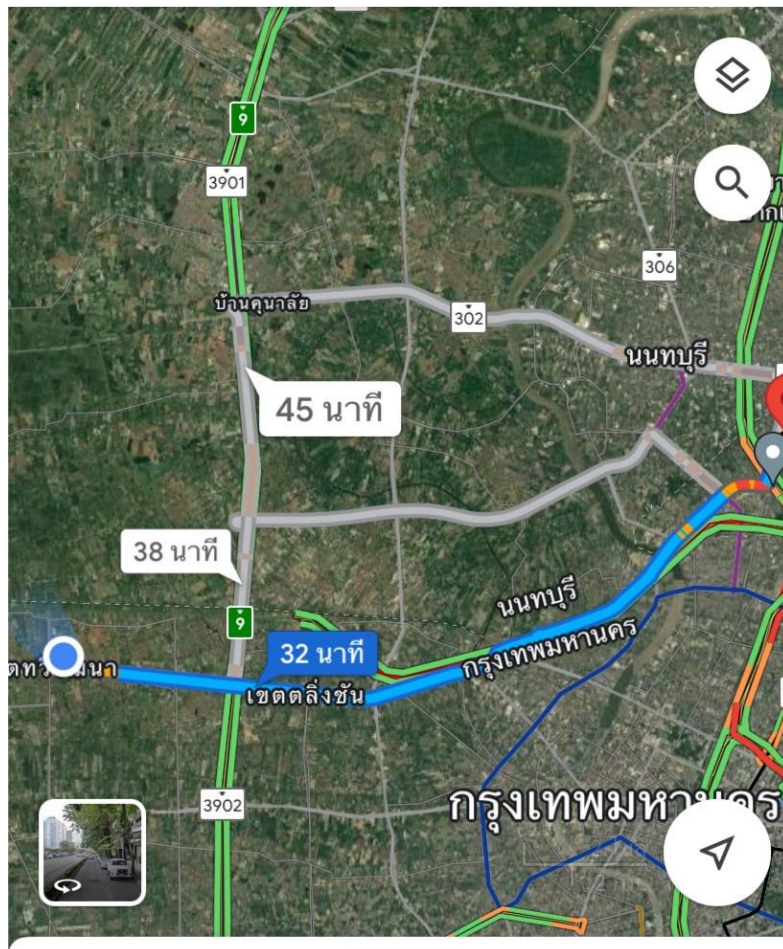 9
3901
306
บ้านคุนาลัย
302
นนทบุรี
45 นาที
38 นาที
นนทบุรี
9
32 นาที
กรุงเทพมหานคร
เขตตลิ่งชัน
3902
กรุงเทพมหานคร